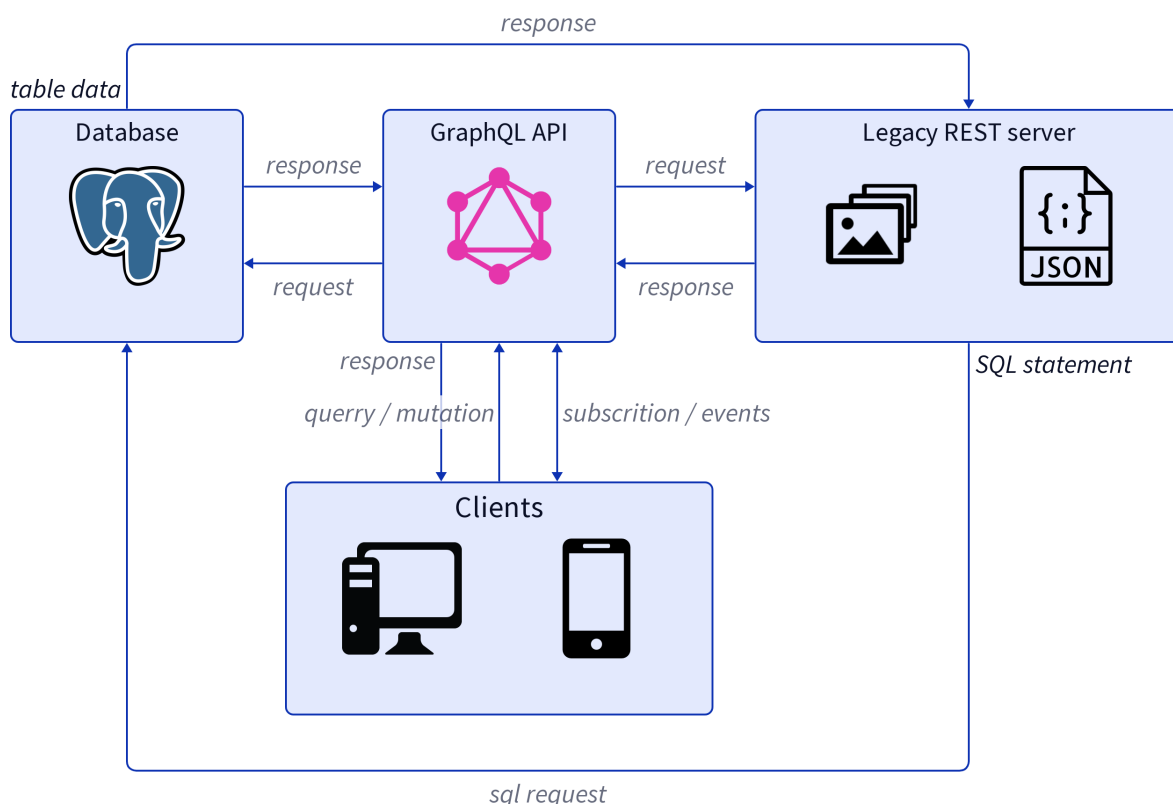 response
table data
Database
GraphQL API
Legacy REST server
response
request
{;}
JSON
request
response
response
SQL statement
querry / mutation
subscrition / events
Clients
sql request